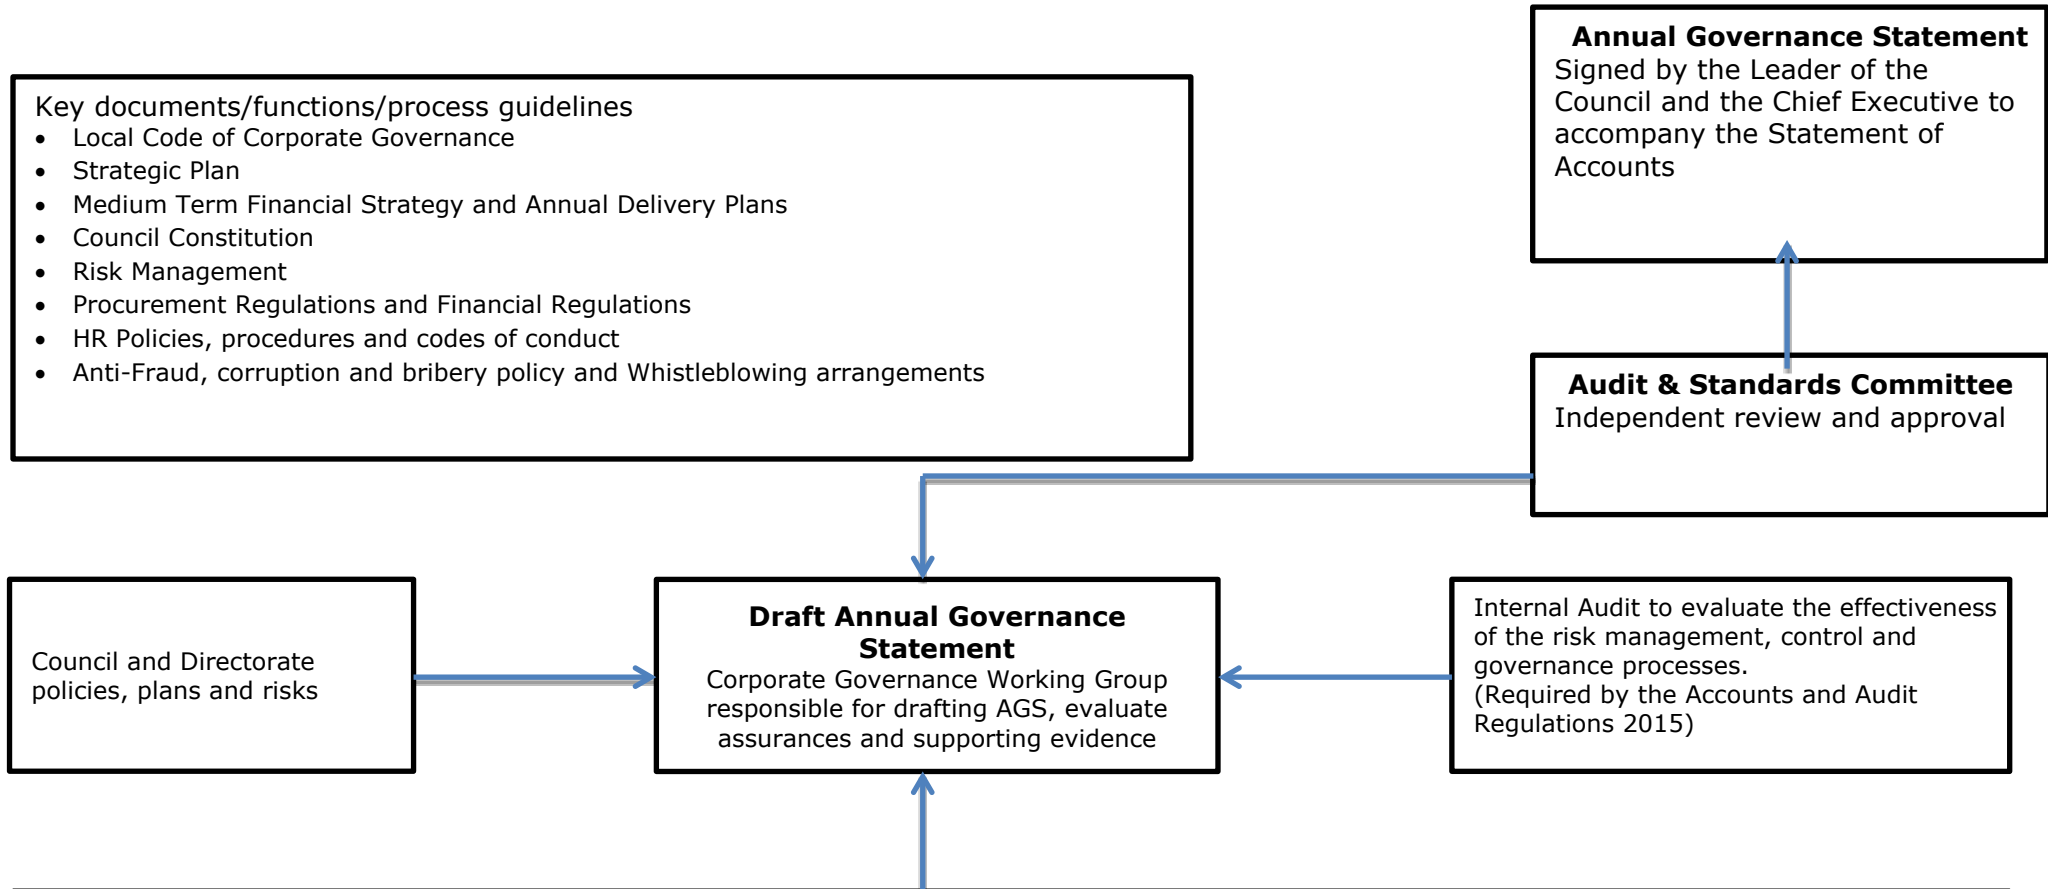 Annual Governance Statement
Signed by the Leader of the
Council and the Chief Executive to
accompany the Statement of
Accounts
Key documents/functions/process guidelines
• Local Code of Corporate Governance
• Strategic Plan
• Medium Term Financial Strategy and Annual Delivery Plans
• Council Constitution
• Risk Management
• Procurement Regulations and Financial Regulations
• HR Policies, procedures and codes of conduct
• Anti-Fraud, corruption and bribery policy and Whistleblowing arrangements
Audit & Standards Committee
Independent review and approval
Council and Directorate
policies, plans and risks
Draft Annual Governance
Statement
Corporate Governance Working Group
responsible for drafting AGS, evaluate
assurances and supporting evidence
Internal Audit to evaluate the effectiveness
of the risk management, control and
governance processes.
(Required by the Accounts and Audit
Regulations 2015)